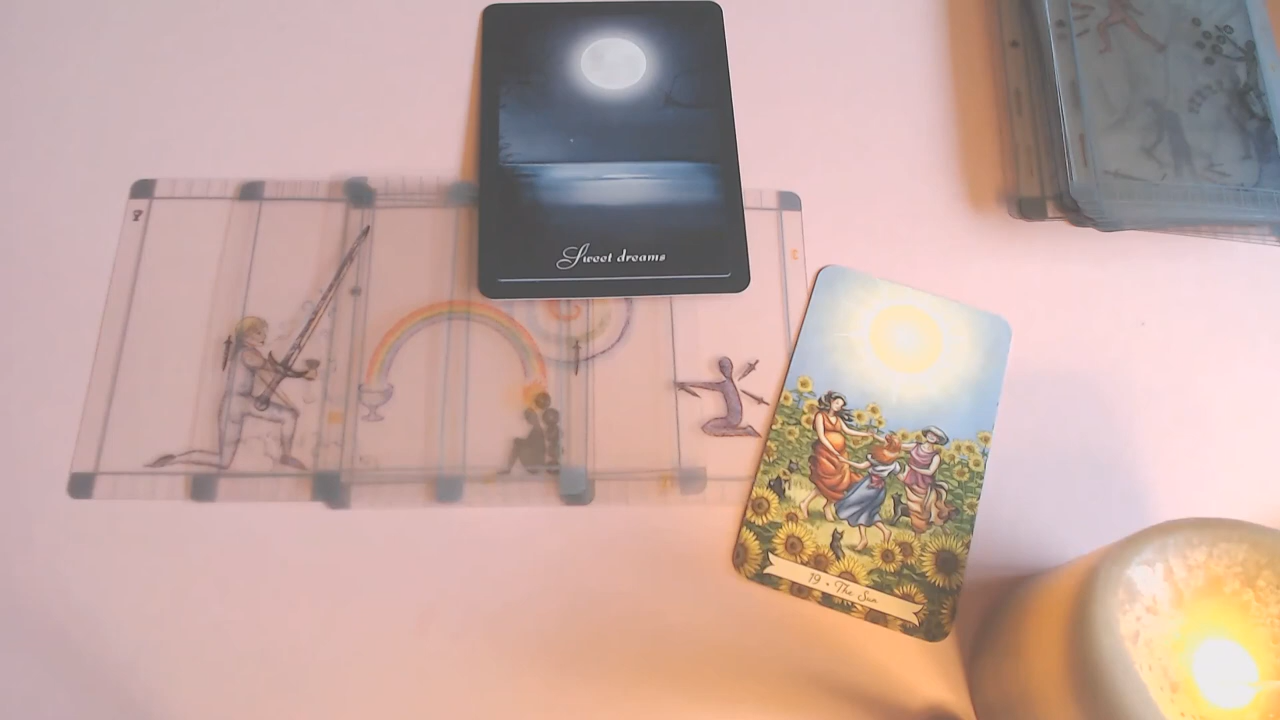 Sweet dreams
19 • The Sun